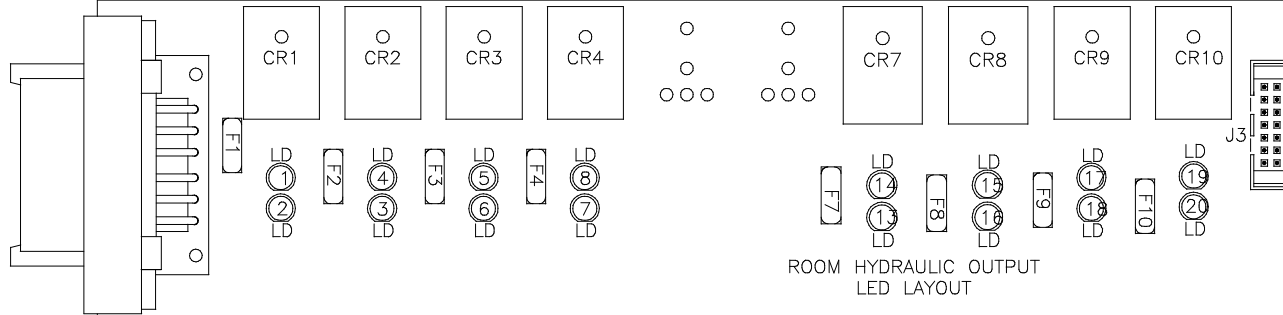 CR1 CR2 CR3 CR4 CR7 CR8 CR9 CR10
J3
F1
LD LD LD LD LD LD LD LD
1 F2 4 F3 5 F4 8 F7 14 F8 15 F9 17 F10 19
2 3 6 7 13 16 18 20
LD LD LD LD LD LD LD LD
ROOM HYDRAULIC OUTPUT
LED LAYOUT